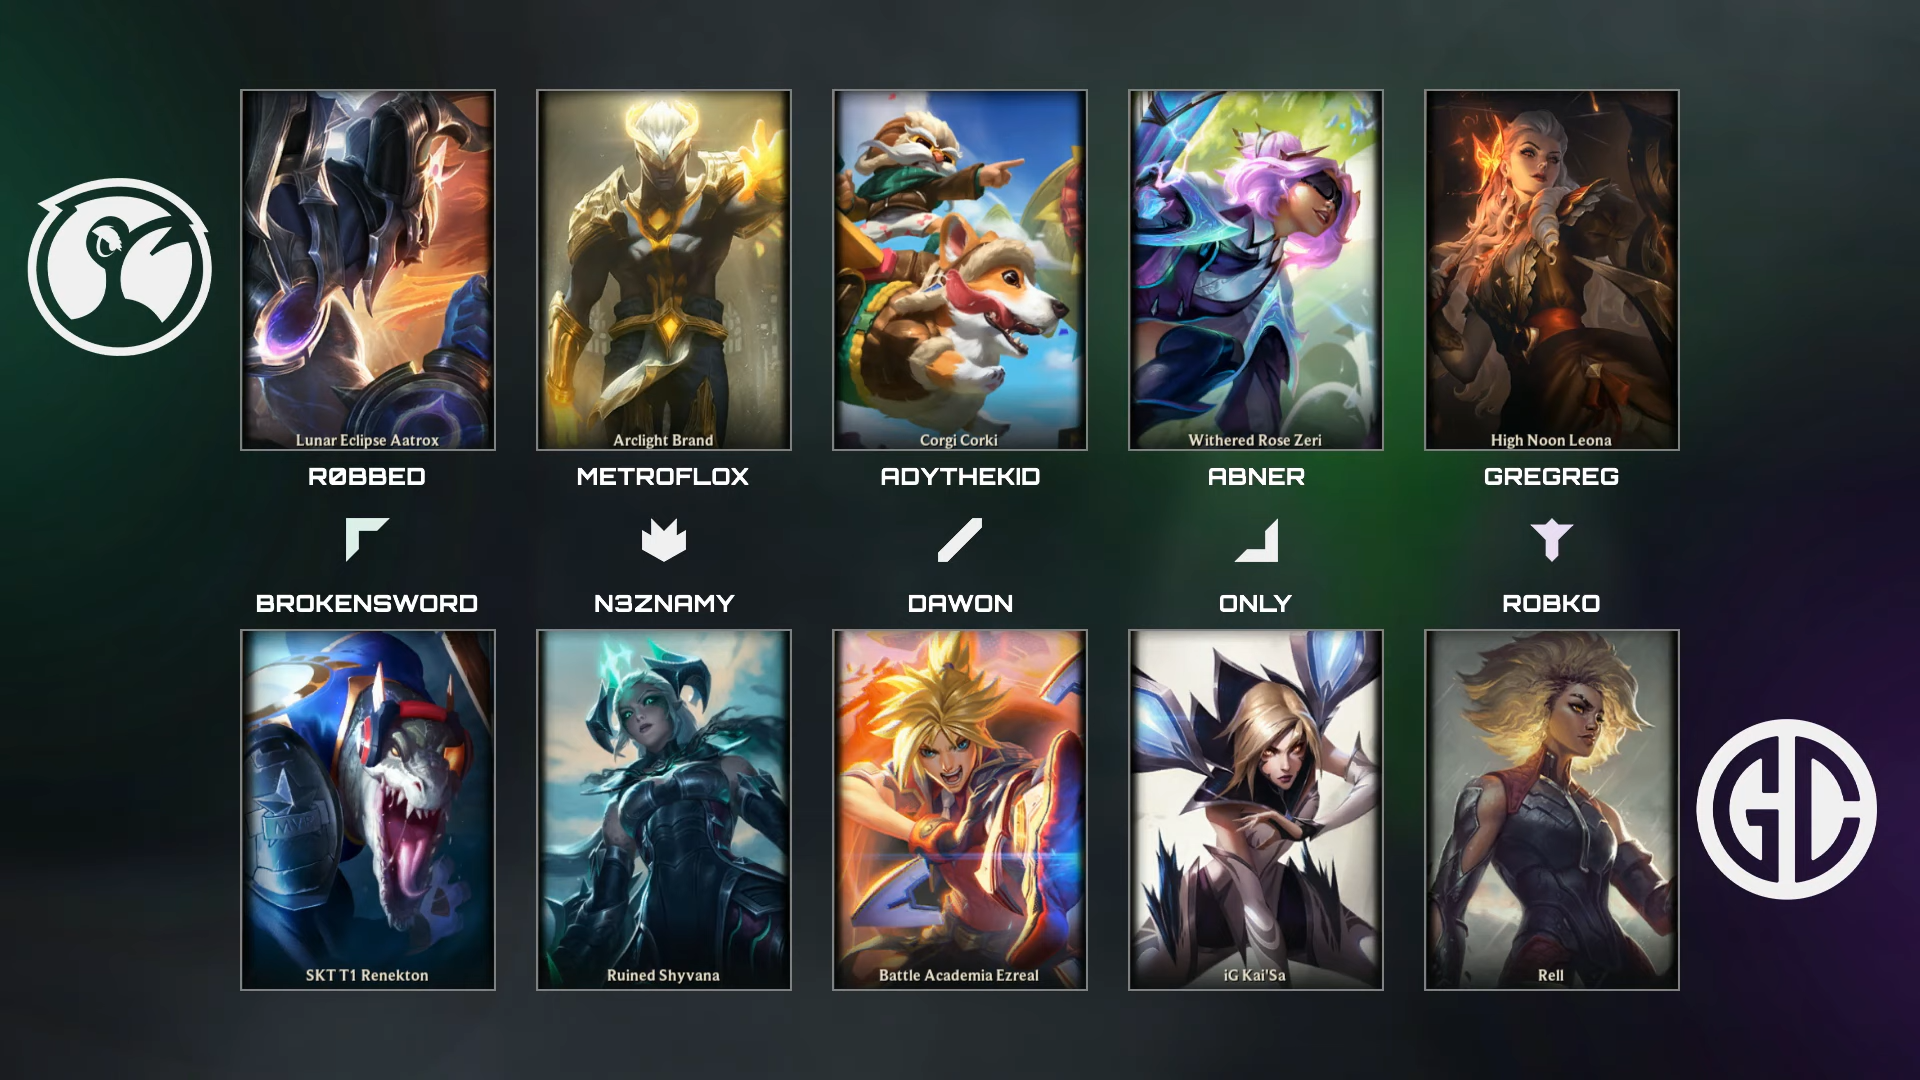 Lunar Eclipse Aatrox
Arclight Brand
Corgi Corki
Withered Rose Zeri
High Noon Leona
RØBBED
METROFLOX
ADYTHEKID
ABNER
GREGREG
BROKENSWORD
N3ZNAMY
DAWON
ONLY
ROBKO
SKT T1 Renekton
Ruined Shyvana
Battle Academia Ezreal
iG Kai'Sa
Rell
GC